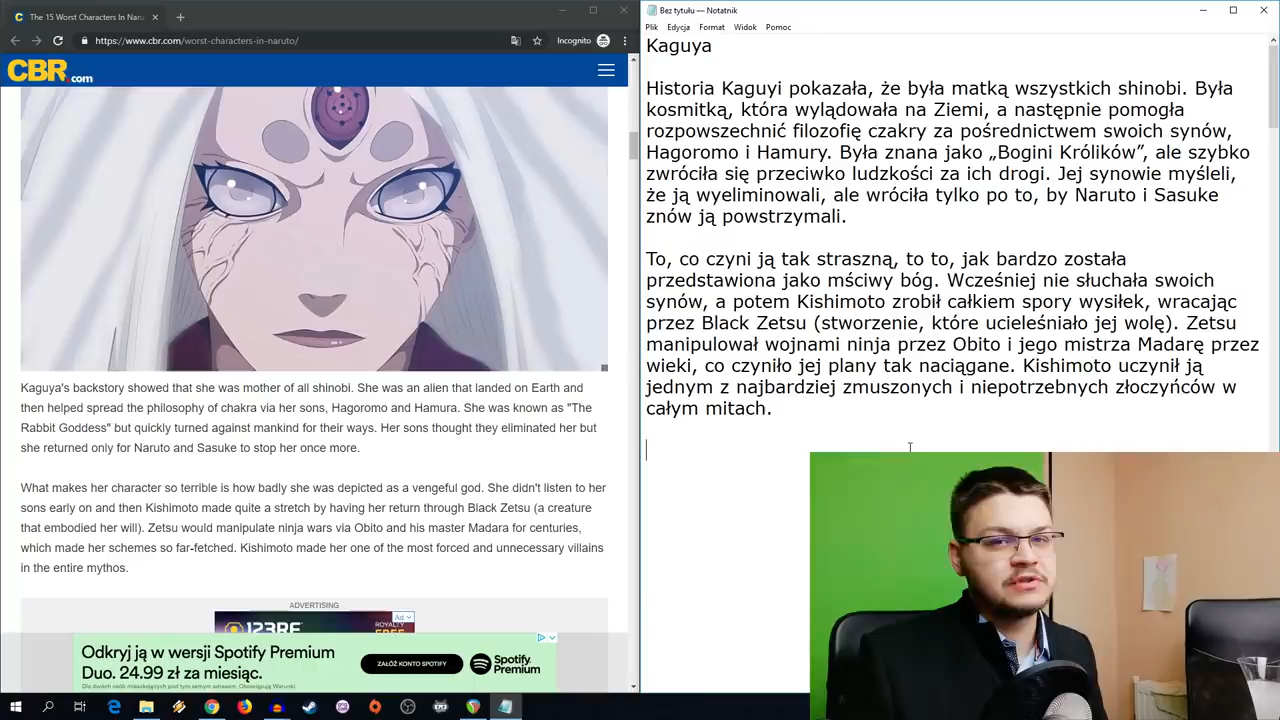 The 15 Worst Characters In Naru
https://www.cbr.com/worst-characters-in-naruto/
Incognito
CBR.com
Kaguya's backstory showed that she was mother of all shinobi. She was an alien that landed on Earth and
then helped spread the philosophy of chakra via her sons, Hagoromo and Hamura. She was known as "The
Rabbit Goddess" but quickly turned against mankind for their ways. Her sons thought they eliminated her but
she returned only for Naruto and Sasuke to stop her once more.
What makes her character so terrible is how badly she was depicted as a vengeful god. She didn't listen to her
sons early on and then Kishimoto made quite a stretch by having her return through Black Zetsu (a creature
that embodied her will). Zetsu would manipulate ninja wars via Obito and his master Madara for centuries,
which made her schemes so far-fetched. Kishimoto made her one of the most forced and unnecessary villains
in the entire mythos.
ADVERTISING
Ad
123RF
ROYALTY
Odkryj ją w wersji Spotify Premium
Duo. 24.99 zł za miesiąc.
Dla dwóch osób mieszkających pod tym samym adresem. Obowiązują Warunki.
ZAŁÓŻ KONTO SPOTIFY
Spotify Premium
Bez tytułu – Notatnik
Plik Edycja Format Widok Pomoc
Kaguya
Historia Kaguyi pokazała, że była matką wszystkich shinobi. Była
kosmitką, która wylądowała na Ziemi, a następnie pomogła
rozpowszechnić filozofię czakry za pośrednictwem swoich synów,
Hagoromo i Hamury. Była znana jako „Bogini Królików”, ale szybko
zwróciła się przeciwko ludzkości za ich drogi. Jej synowie myśleli,
że ją wyeliminowali, ale wróciła tylko po to, by Naruto i Sasuke
znów ją powstrzymali.
To, co czyni ją tak straszną, to to, jak bardzo została
przedstawiona jako mściwy bóg. Wcześniej nie słuchała swoich
synów, a potem Kishimoto zrobił całkiem spory wysiłek, wracając
przez Black Zetsu (stworzenie, które ucieleśniało jej wolę). Zetsu
manipulował wojnami ninja przez Obito i jego mistrza Madarę przez
wieki, co czyniło jej plany tak naciągane. Kishimoto uczynił ją
jednym z najbardziej zmuszonych i niepotrzebnych złoczyńców w
całym mitach.